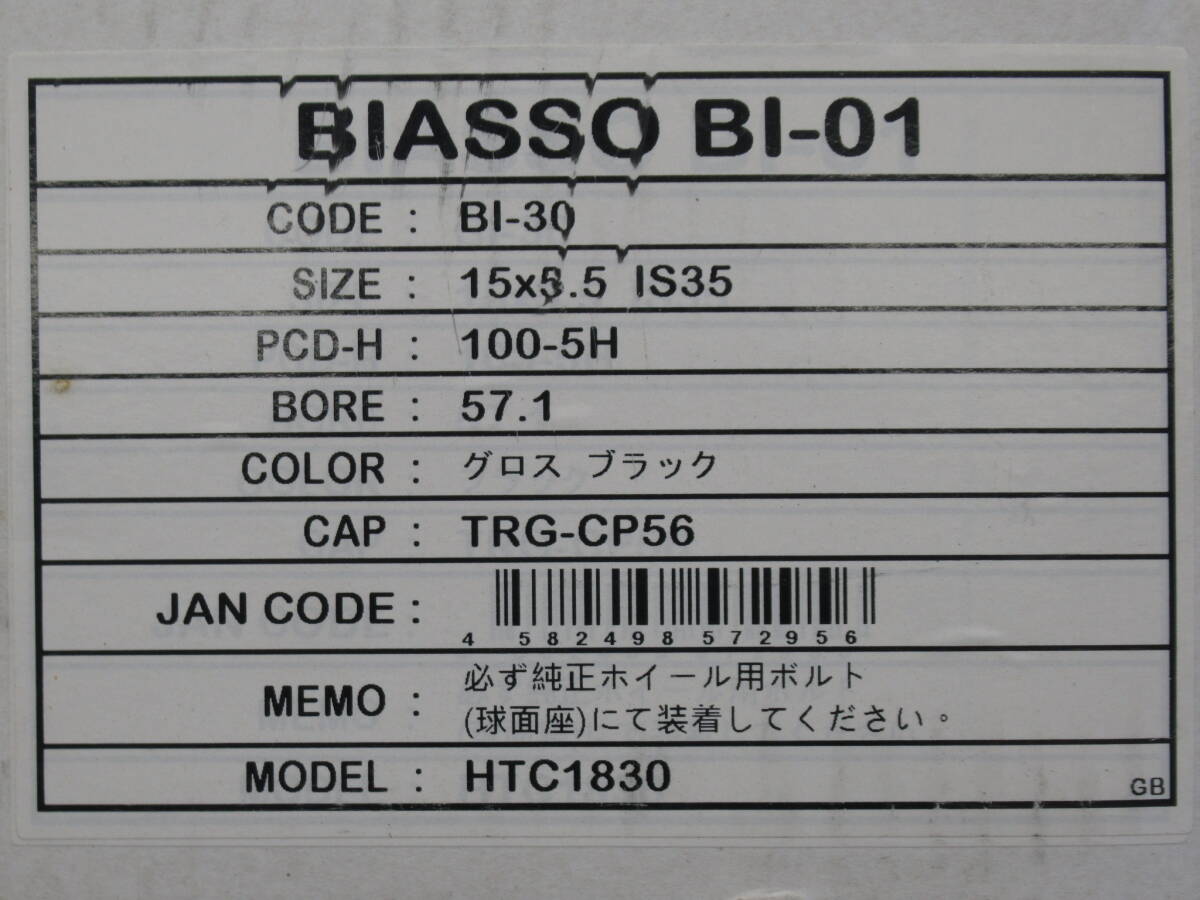 BIASSO BI-01
CODE : BI-30
SIZE : 15x5.5 IS35
PCD-H : 100-5H
BORE : 57.1
COLOR : グロス ブラック
CAP : TRG-CP56
JAN CODE :
4 582498 572956
MEMO : 必ず純正ホイール用ボルト
(球面座)にて装着してください。
MODEL : HTC1830
GB